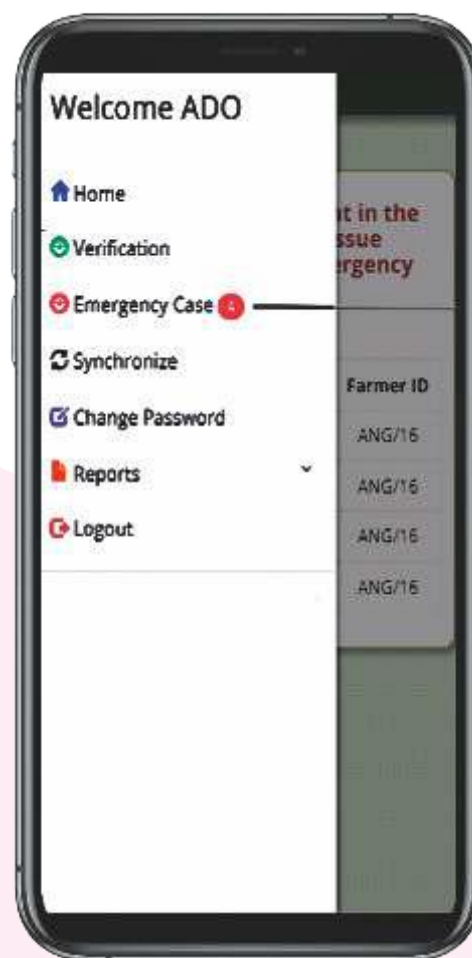 Welcome ADO
Home
Verification
Emergency Case 4
Synchronize
Change Password
Reports
Logout
t in the
ssue
ergency
Farmer ID
ANG/16
ANG/16
ANG/16
ANG/16